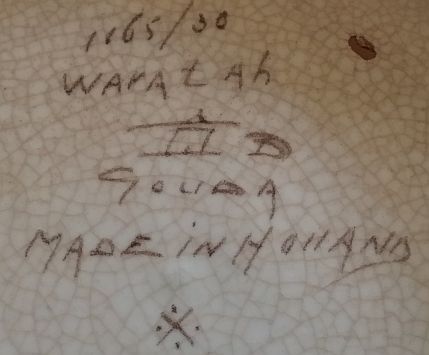 1165/30
WARATAH
D
GOUDA
MADE IN HOLLAND